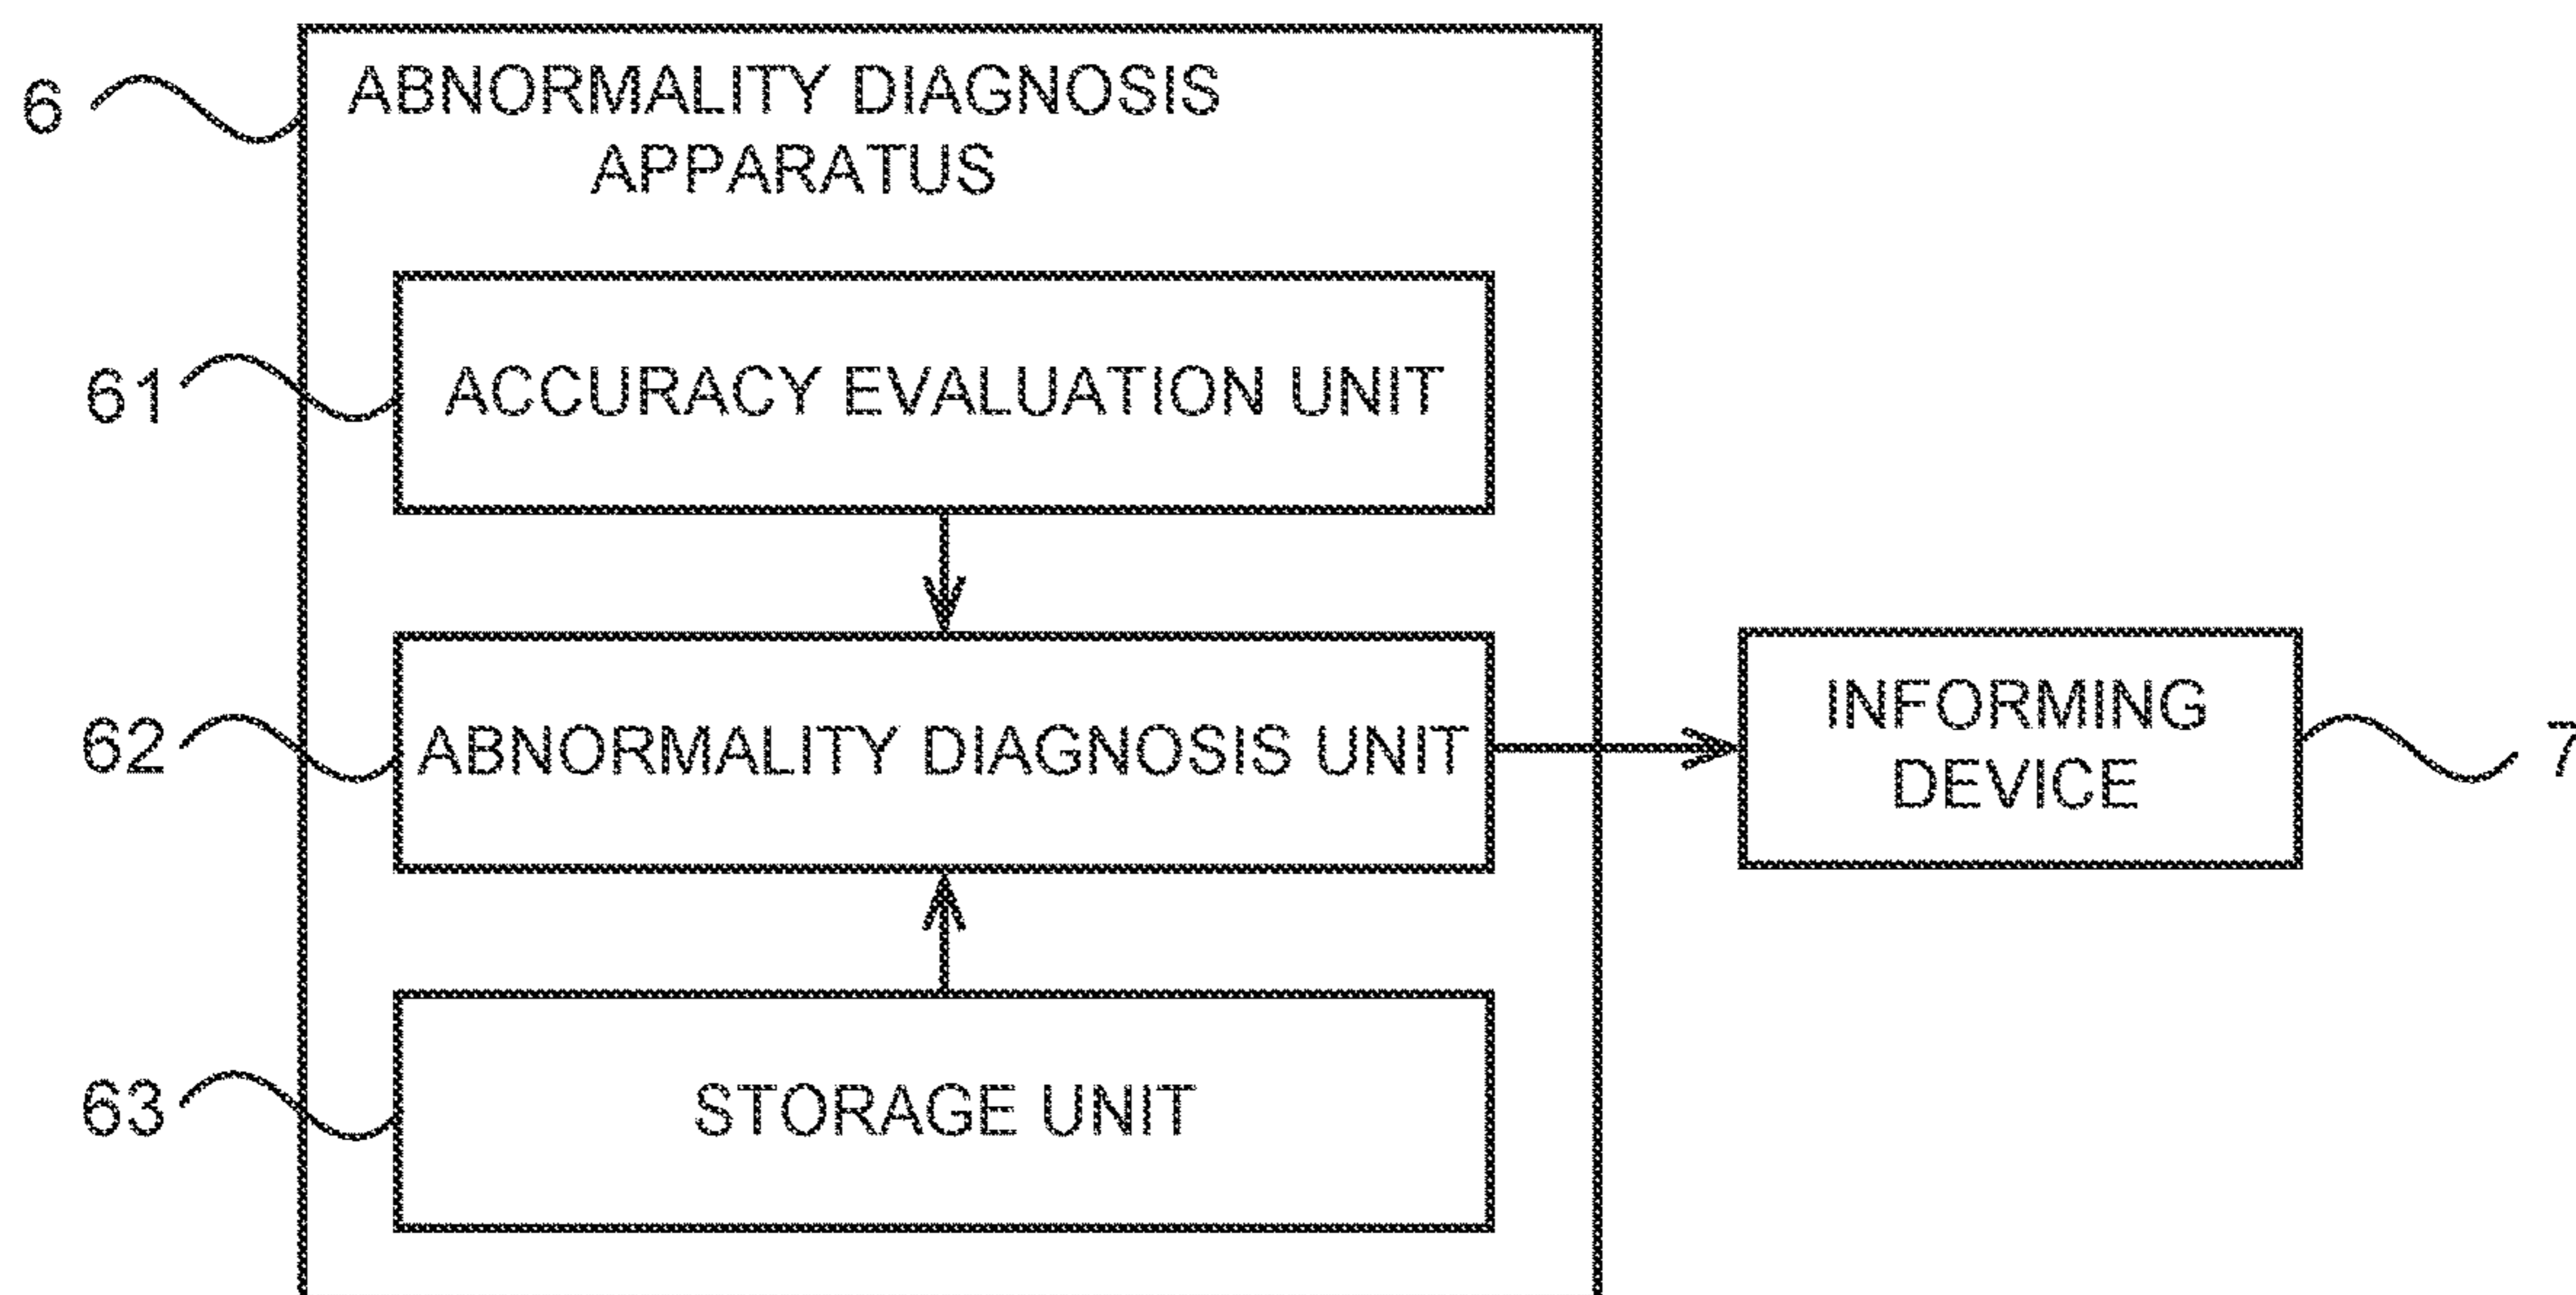 6
ABNORMALITY DIAGNOSIS
APPARATUS
61
ACCURACY EVALUATION UNIT
62
ABNORMALITY DIAGNOSIS UNIT
INFORMING
DEVICE
7
63
STORAGE UNIT